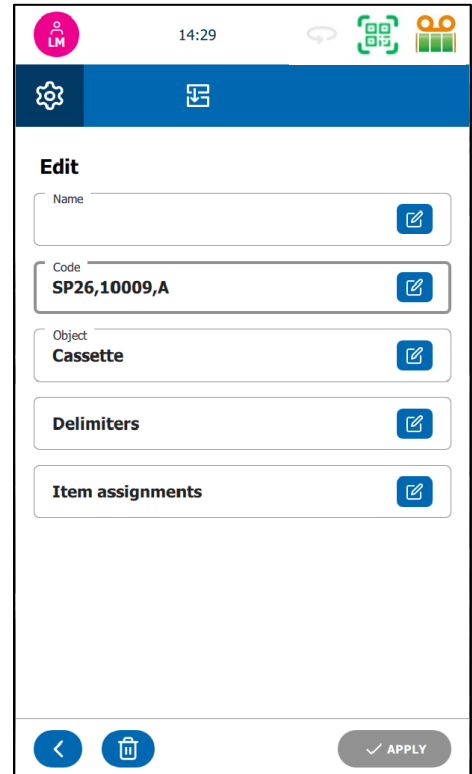 LM
14:29
Edit
Name
Code
SP26,10009,A
Object
Cassette
Delimiters
Item assignments
APPLY